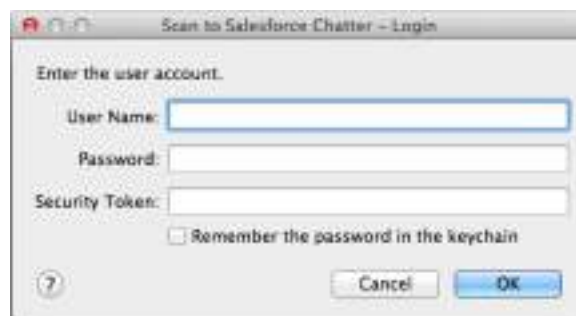 Scan to Salesforce Chatter – Login
Enter the user account.
User Name:
Password:
Security Token:
Remember the password in the keychain
?
Cancel
OK